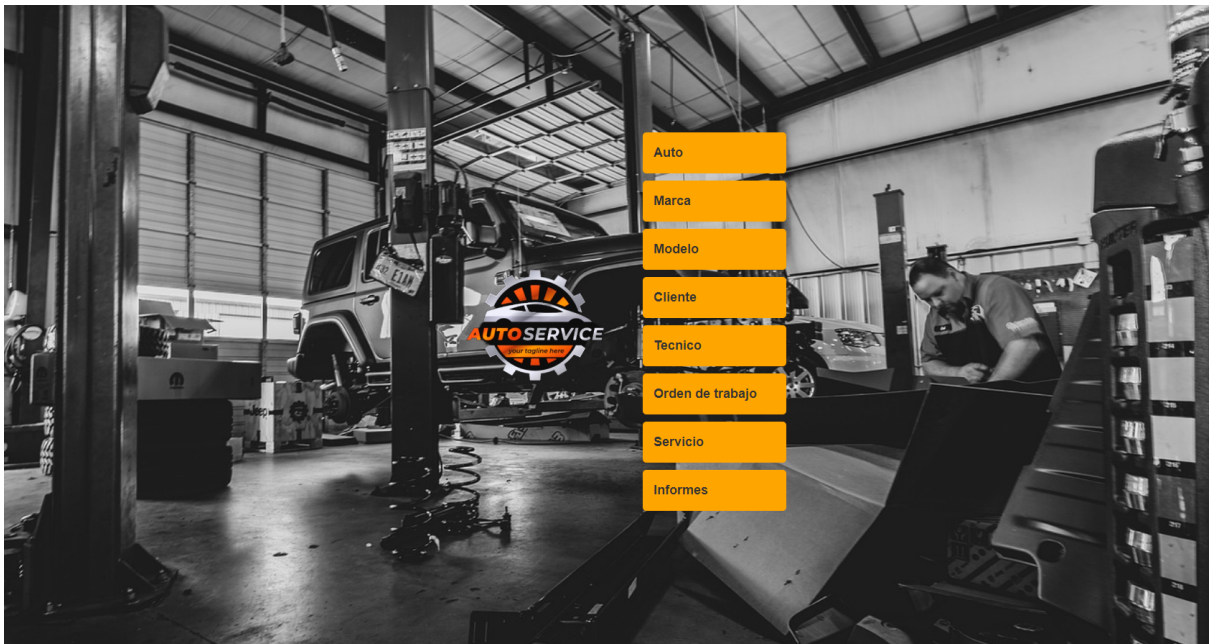 AUTOSERVICE
your tagline here
Auto
Marca
Modelo
Cliente
Tecnico
Orden de trabajo
Servicio
Informes